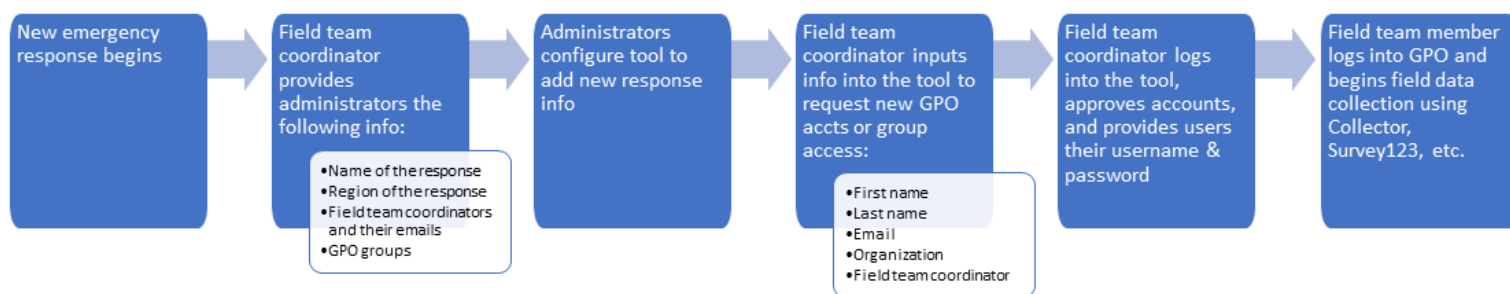 New emergency
response begins
Field team
coordinator
provides
administrators the
following info:
•Name of the response
•Region of the response
•Field team coordinators
and their emails
•GPO groups
Administrators
configure tool to
add new response
info
Field team
coordinator inputs
info into the tool to
request new GPO
accts or group
access:
•First name
•Last name
•Email
•Organization
•Field team coordinator
Field team
coordinator logs
into the tool,
approves accounts,
and provides users
their username &
password
Field team member
logs into GPO and
begins field data
collection using
Collector,
Survey123, etc.